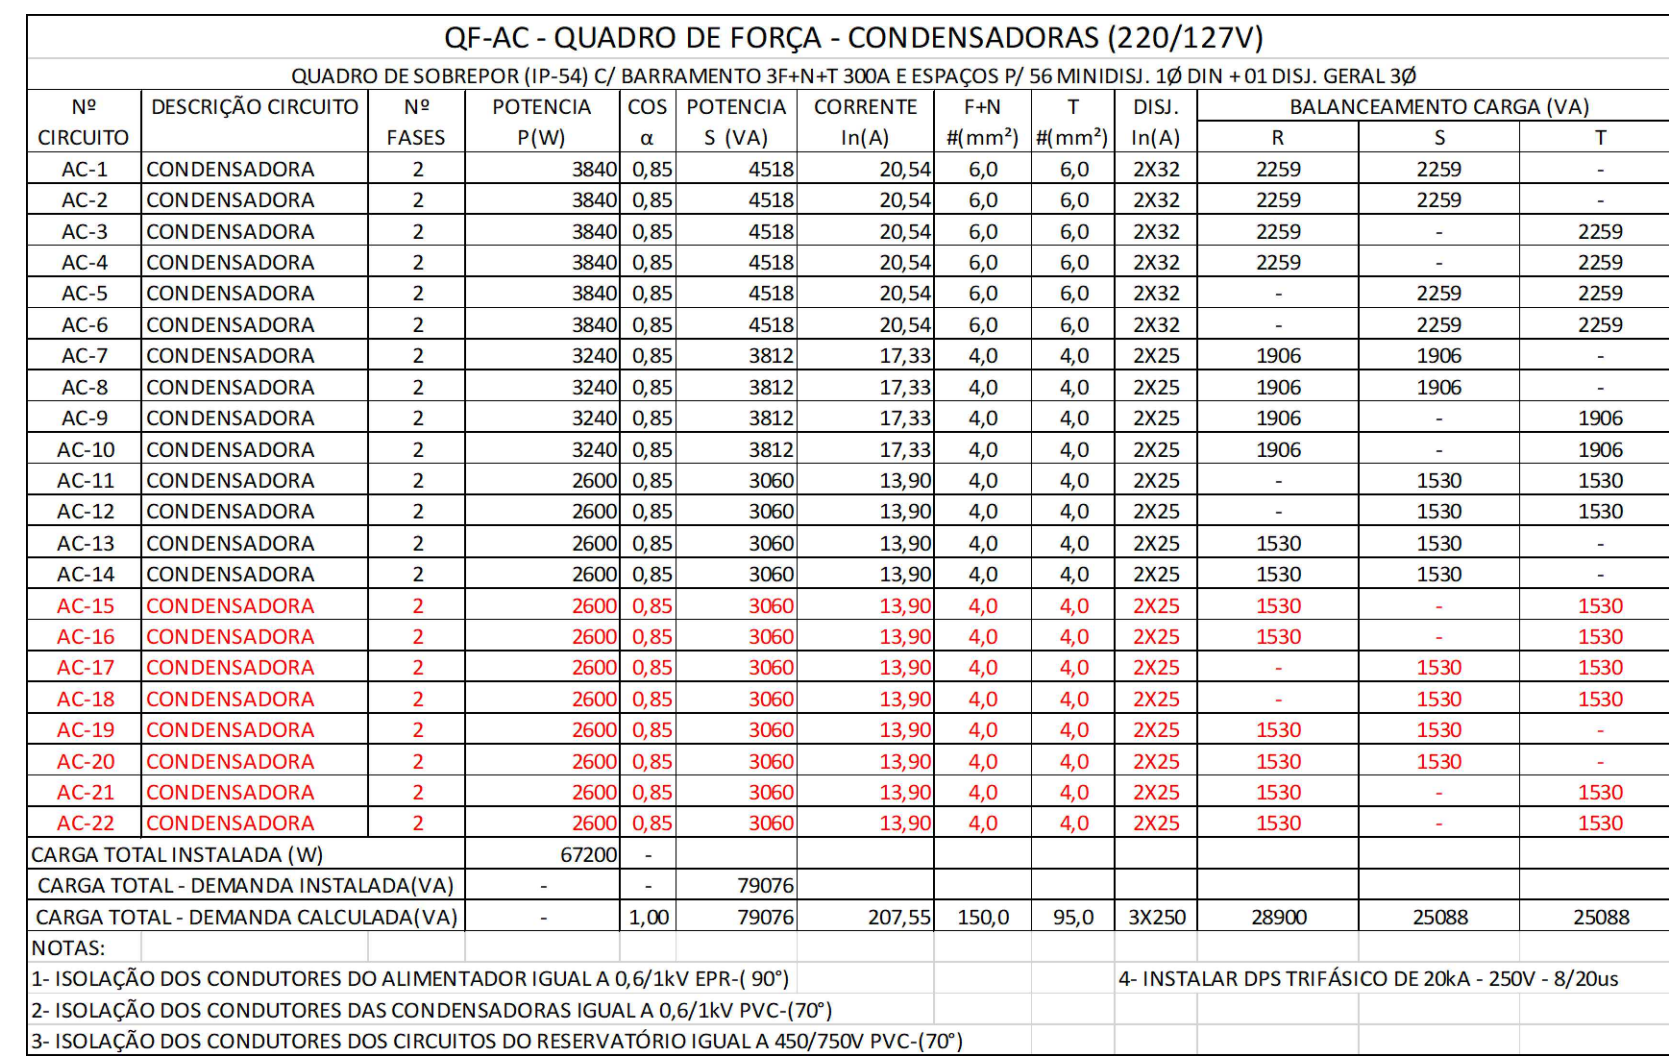 QF-AC - QUADRO DE FORÇA - CONDENSADORAS (220/127V)
QUADRO DE SOBREPOR (IP-54) C/ BARRAMENTO 3F+N+T 300A E ESPAÇOS P/ 56 MINIDISJ. 1Ø DIN + 01 DISJ. GERAL 3Ø
Nº DESCRIÇÃO CIRCUITO Nº POTENCIA COS POTENCIA CORRENTE F+N T DISJ. BALANCEAMENTO CARGA (VA)
CIRCUITO FASES P(W) α S (VA) In(A) #(mm²) #(mm²) In(A) R S T
AC-1 CONDENSADORA 2 3840 0,85 4518 20,54 6,0 6,0 2X32 2259 2259 -
AC-2 CONDENSADORA 2 3840 0,85 4518 20,54 6,0 6,0 2X32 2259 2259 -
AC-3 CONDENSADORA 2 3840 0,85 4518 20,54 6,0 6,0 2X32 2259 - 2259
AC-4 CONDENSADORA 2 3840 0,85 4518 20,54 6,0 6,0 2X32 2259 - 2259
AC-5 CONDENSADORA 2 3840 0,85 4518 20,54 6,0 6,0 2X32 - 2259 2259
AC-6 CONDENSADORA 2 3840 0,85 4518 20,54 6,0 6,0 2X32 - 2259 2259
AC-7 CONDENSADORA 2 3240 0,85 3812 17,33 4,0 4,0 2X25 1906 1906 -
AC-8 CONDENSADORA 2 3240 0,85 3812 17,33 4,0 4,0 2X25 1906 1906 -
AC-9 CONDENSADORA 2 3240 0,85 3812 17,33 4,0 4,0 2X25 1906 - 1906
AC-10 CONDENSADORA 2 3240 0,85 3812 17,33 4,0 4,0 2X25 1906 - 1906
AC-11 CONDENSADORA 2 2600 0,85 3060 13,90 4,0 4,0 2X25 - 1530 1530
AC-12 CONDENSADORA 2 2600 0,85 3060 13,90 4,0 4,0 2X25 - 1530 1530
AC-13 CONDENSADORA 2 2600 0,85 3060 13,90 4,0 4,0 2X25 1530 1530 -
AC-14 CONDENSADORA 2 2600 0,85 3060 13,90 4,0 4,0 2X25 1530 1530 -
AC-15 CONDENSADORA 2 2600 0,85 3060 13,90 4,0 4,0 2X25 1530 - 1530
AC-16 CONDENSADORA 2 2600 0,85 3060 13,90 4,0 4,0 2X25 1530 - 1530
AC-17 CONDENSADORA 2 2600 0,85 3060 13,90 4,0 4,0 2X25 - 1530 1530
AC-18 CONDENSADORA 2 2600 0,85 3060 13,90 4,0 4,0 2X25 - 1530 1530
AC-19 CONDENSADORA 2 2600 0,85 3060 13,90 4,0 4,0 2X25 1530 1530 -
AC-20 CONDENSADORA 2 2600 0,85 3060 13,90 4,0 4,0 2X25 1530 1530 -
AC-21 CONDENSADORA 2 2600 0,85 3060 13,90 4,0 4,0 2X25 1530 - 1530
AC-22 CONDENSADORA 2 2600 0,85 3060 13,90 4,0 4,0 2X25 1530 - 1530
CARGA TOTAL INSTALADA (W) 67200 -
CARGA TOTAL - DEMANDA INSTALADA(VA) - - 79076
CARGA TOTAL - DEMANDA CALCULADA(VA) - 1,00 79076 207,55 150,0 95,0 3X250 28900 25088 25088
NOTAS:
1- ISOLAÇÃO DOS CONDUTORES DO ALIMENTADOR IGUAL A 0,6/1kV EPR-( 90°) 4- INSTALAR DPS TRIFÁSICO DE 20kA - 250V - 8/20us
2- ISOLAÇÃO DOS CONDUTORES DAS CONDENSADORAS IGUAL A 0,6/1kV PVC-(70°)
3- ISOLAÇÃO DOS CONDUTORES DOS CIRCUITOS DO RESERVATÓRIO IGUAL A 450/750V PVC-(70°)